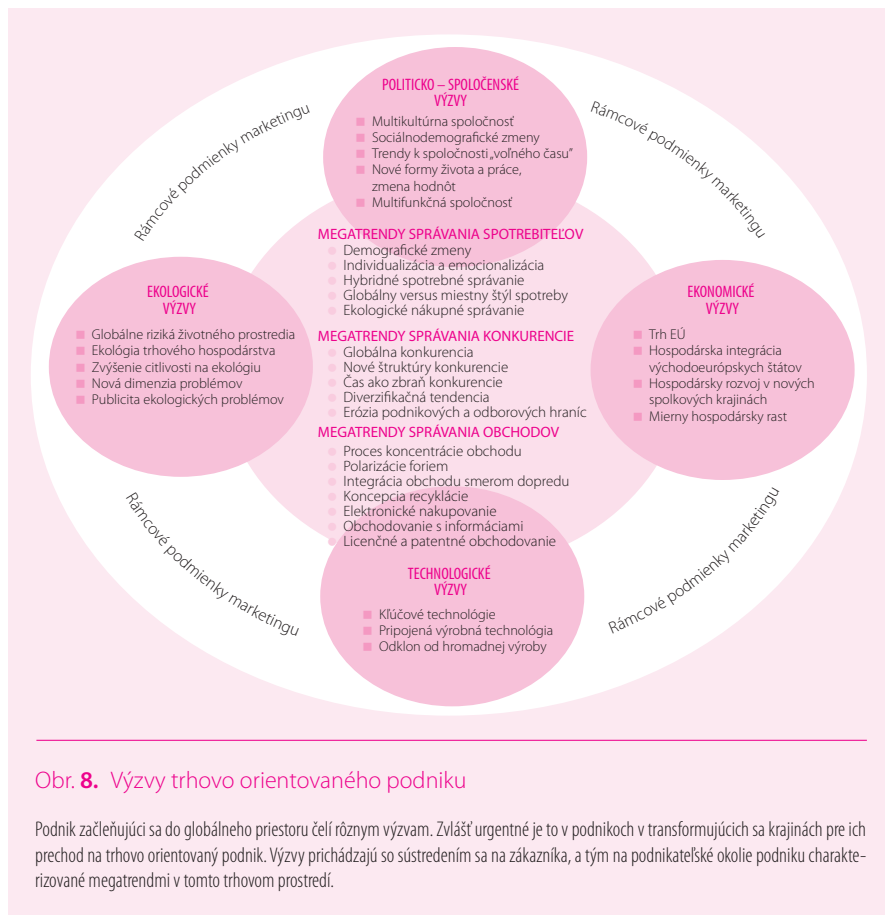 Rámcové podmienky marketingu
Rámcové podmienky marketingu
POLITICKO – SPOLOČENSKÉ
VÝZVY
Multikultúrna spoločnosť
Sociálnodemografické zmeny
Trendy k spoločnosti „voľného času"
Nové formy života a práce,
zmena hodnôt
Multifunkčná spoločnosť
EKOLOGICKÉ
VÝZVY
Globálne riziká životného prostredia
Ekológia trhového hospodárstva
Zvýšenie citlivosti na ekológiu
Nová dimenzia problémov
Publicita ekologických problémov
MEGATRENDY SPRÁVANIA SPOTREBITEĽOV
Demografické zmeny
Individualizácia a emocionalizácia
Hybridné spotrebné správanie
Globálny versus miestny štýl spotreby
Ekologické nákupné správanie
MEGATRENDY SPRÁVANIA KONKURENCIE
Globálna konkurencia
Nové štruktúry konkurencie
Čas ako zbraň konkurencie
Diverzifikačná tendencia
Erózia podnikových a odborových hraníc
MEGATRENDY SPRÁVANIA OBCHODOV
Proces koncentrácie obchodu
Polarizácie foriem
Integrácia obchodu smerom dopredu
Koncepcia recyklácie
Elektronické nakupovanie
Obchodovanie s informáciami
Licenčné a patentné obchodovanie
EKONOMICKÉ
VÝZVY
Trh EÚ
Hospodárska integrácia
východoeurópskych štátov
Hospodársky rozvoj v nových
spolkových krajinách
Mierny hospodársky rast
TECHNOLOGICKÉ
VÝZVY
Kľúčové technológie
Pripojená výrobná technológia
Odklon od hromadnej výroby
Rámcové podmienky marketingu
Rámcové podmienky marketingu
Obr. 8. Výzvy trhovo orientovaného podniku
Podnik začleňujúci sa do globálneho priestoru čelí rôznym výzvam. Zvlášť urgentné je to v podnikoch v transformujúcich sa krajinách pre ich
prechod na trhovo orientovaný podnik. Výzvy prichádzajú so sústredením sa na zákazníka, a tým na podnikateľské okolie podniku charakte-
rizované megatrendmi v tomto trhovom prostredí.